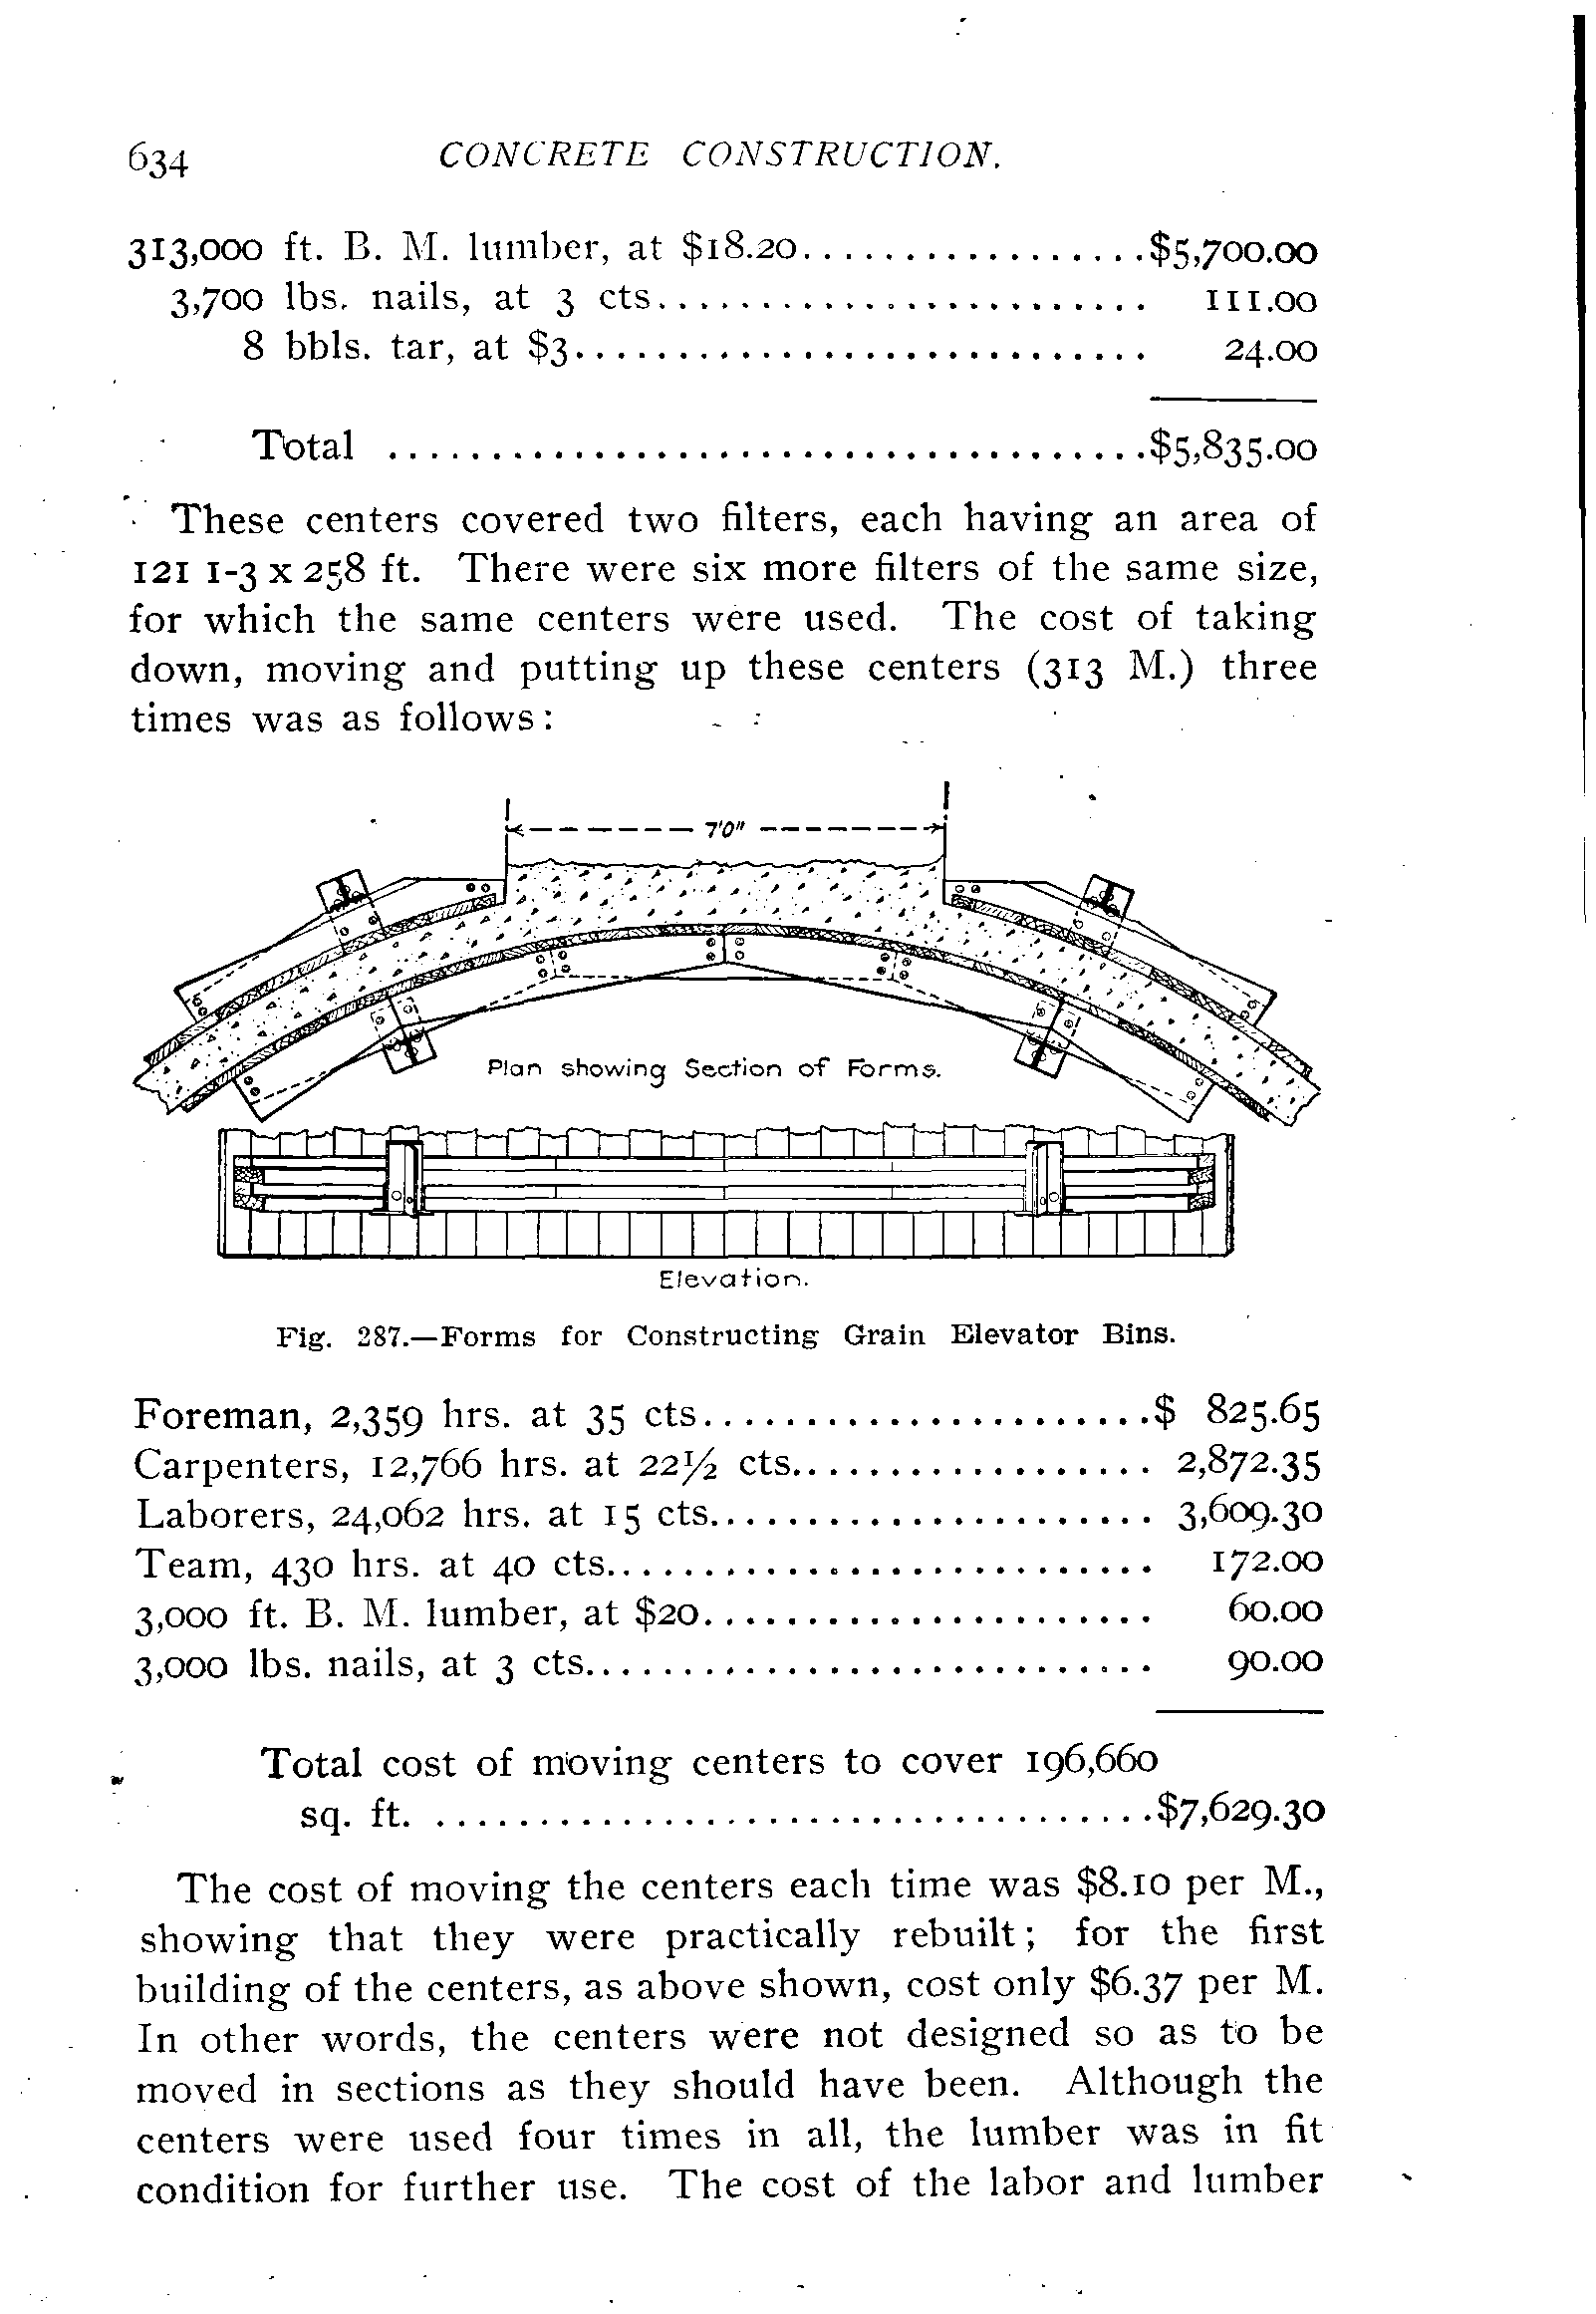 634 CONCRETE CONSTRUCTION.
313,000 ft. B. M. lumber, at $18.20.................$5,700.00
3,700 lbs. nails, at 3 cts........................ 111.00
8 bbls. tar, at $3............................ 24.00
Total .....................................$5,835.00
These centers covered two filters, each having an area of
121 1-3 x 258 ft. There were six more filters of the same size,
for which the same centers were used. The cost of taking
down, moving and putting up these centers (313 M.) three
times was as follows:
7'0"
Plan showing Section of Forms.
Elevation.
Fig. 287.—Forms for Constructing Grain Elevator Bins.
Foreman, 2,359 hrs. at 35 cts......................$ 825.65
Carpenters, 12,766 hrs. at 22½ cts.................. 2,872.35
Laborers, 24,062 hrs. at 15 cts...................... 3,609.30
Team, 430 hrs. at 40 cts........................... 172.00
3,000 ft. B. M. lumber, at $20...................... 60.00
3,000 lbs. nails, at 3 cts............................ 90.00
Total cost of moving centers to cover 196,660
sq. ft. ...................................$7,629.30
The cost of moving the centers each time was $8.10 per M.,
showing that they were practically rebuilt; for the first
building of the centers, as above shown, cost only $6.37 per M.
In other words, the centers were not designed so as to be
moved in sections as they should have been. Although the
centers were used four times in all, the lumber was in fit
condition for further use. The cost of the labor and lumber